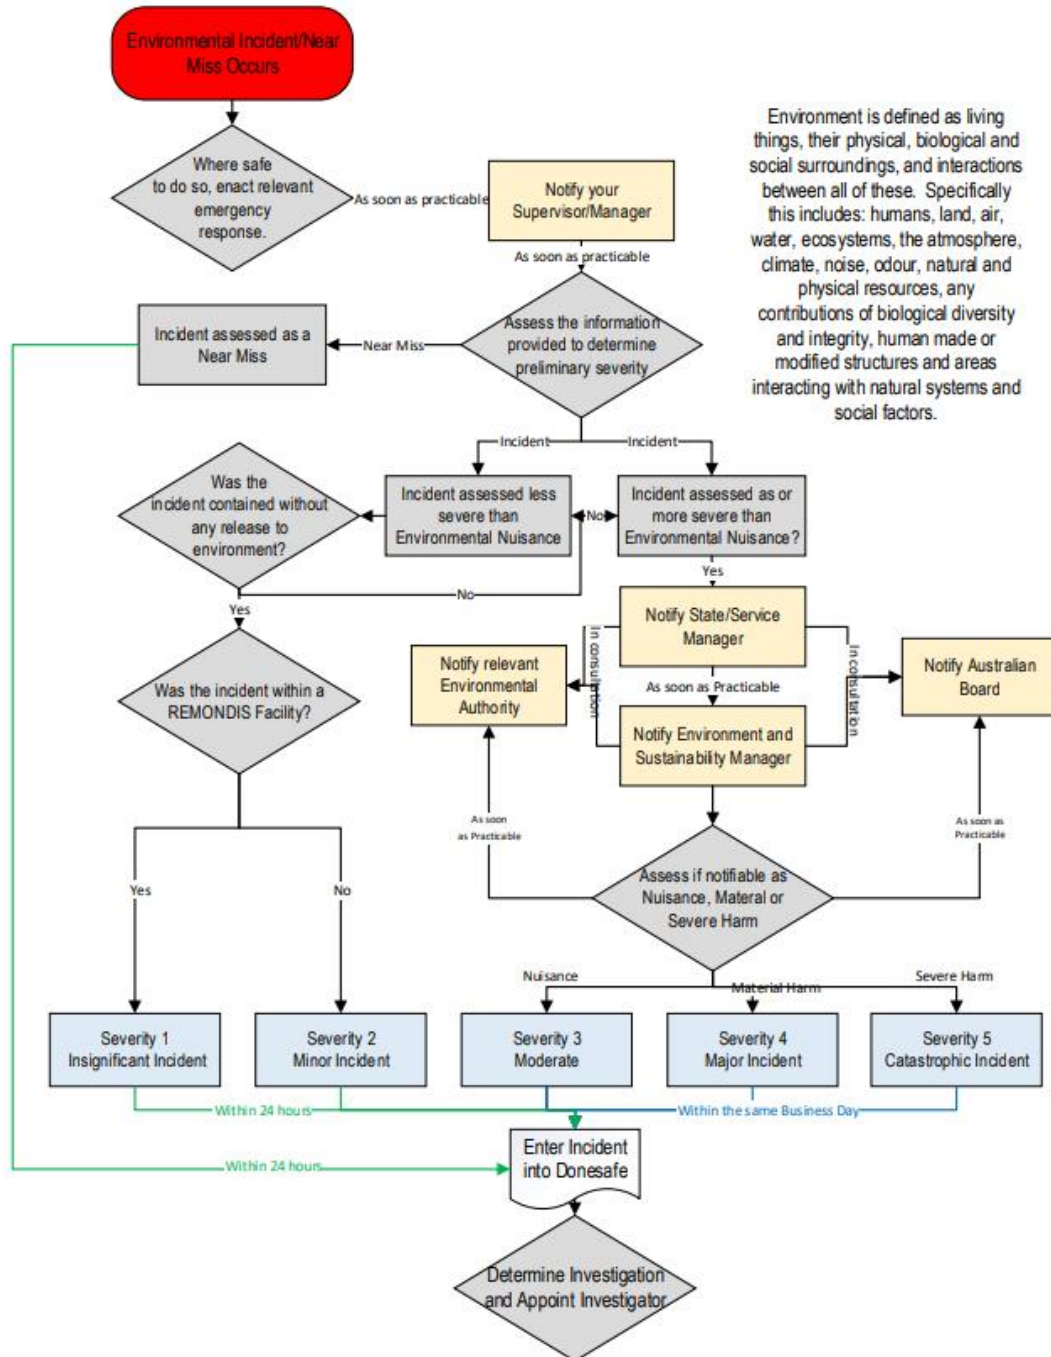 Environmental Incident/Near
Miss Occurs
Environment is defined as living
things, their physical, biological and
social surroundings, and interactions
between all of these. Specifically
this includes: humans, land, air,
water, ecosystems, the atmosphere,
climate, noise, odour, natural and
physical resources, any
contributions of biological diversity
and integrity, human made or
modified structures and areas
interacting with natural systems and
social factors.
Where safe
to do so, enact relevant
emergency
response.
As soon as practicable
Notify your
Supervisor/Manager
As soon as practicable
Assess the information
provided to determine
preliminary severity
Near Miss
Incident assessed as a
Near Miss
Incident
Incident
Was the
incident contained without
any release to
environment?
Incident assessed less
severe than
Environmental Nuisance
No
Incident assessed as or
more severe than
Environmental Nuisance?
No
Yes
Yes
Notify State/Service
Manager
In consultation
In consultation
Notify relevant
Environmental
Authority
Notify Australian
Board
As soon as Practicable
Was the incident within a
REMONDIS Facility?
Notify Environment and
Sustainability Manager
As soon
as Practicable
As soon as
Practicable
Assess if notifiable as
Nuisance, Materal or
Severe Harm
Yes
No
Nuisance
Material Harm
Severe Harm
Severity 1
Insignificant Incident
Severity 2
Minor Incident
Severity 3
Moderate
Severity 4
Major Incident
Severity 5
Catastrophic Incident
Within 24 hours
Within the same Business Day
Enter Incident
into Donesafe
Within 24 hours
Determine Investigation
and Appoint Investigator